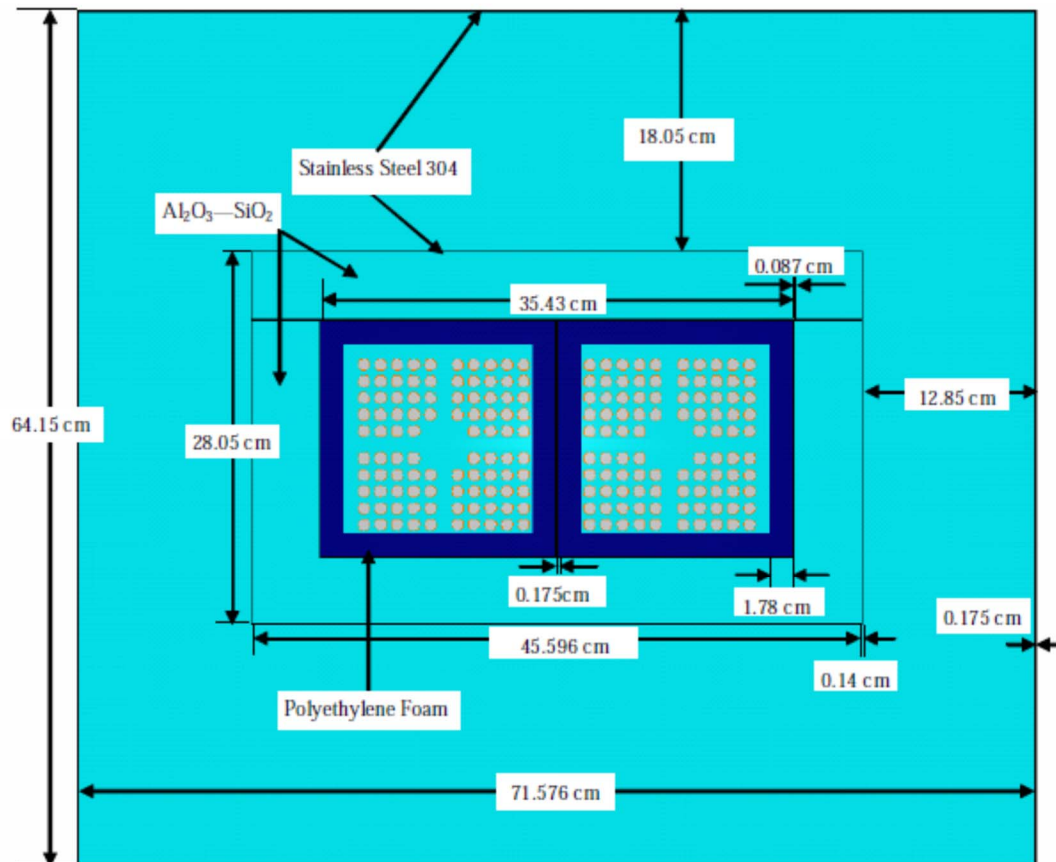 18.05 cm
Stainless Steel 304
Al₂O₃—SiO₂
0.087 cm
35.43 cm
12.85 cm
64.15 cm
28.05 cm
0.175cm
1.78 cm
0.175 cm
45.596 cm
0.14 cm
Polyethylene Foam
71.576 cm